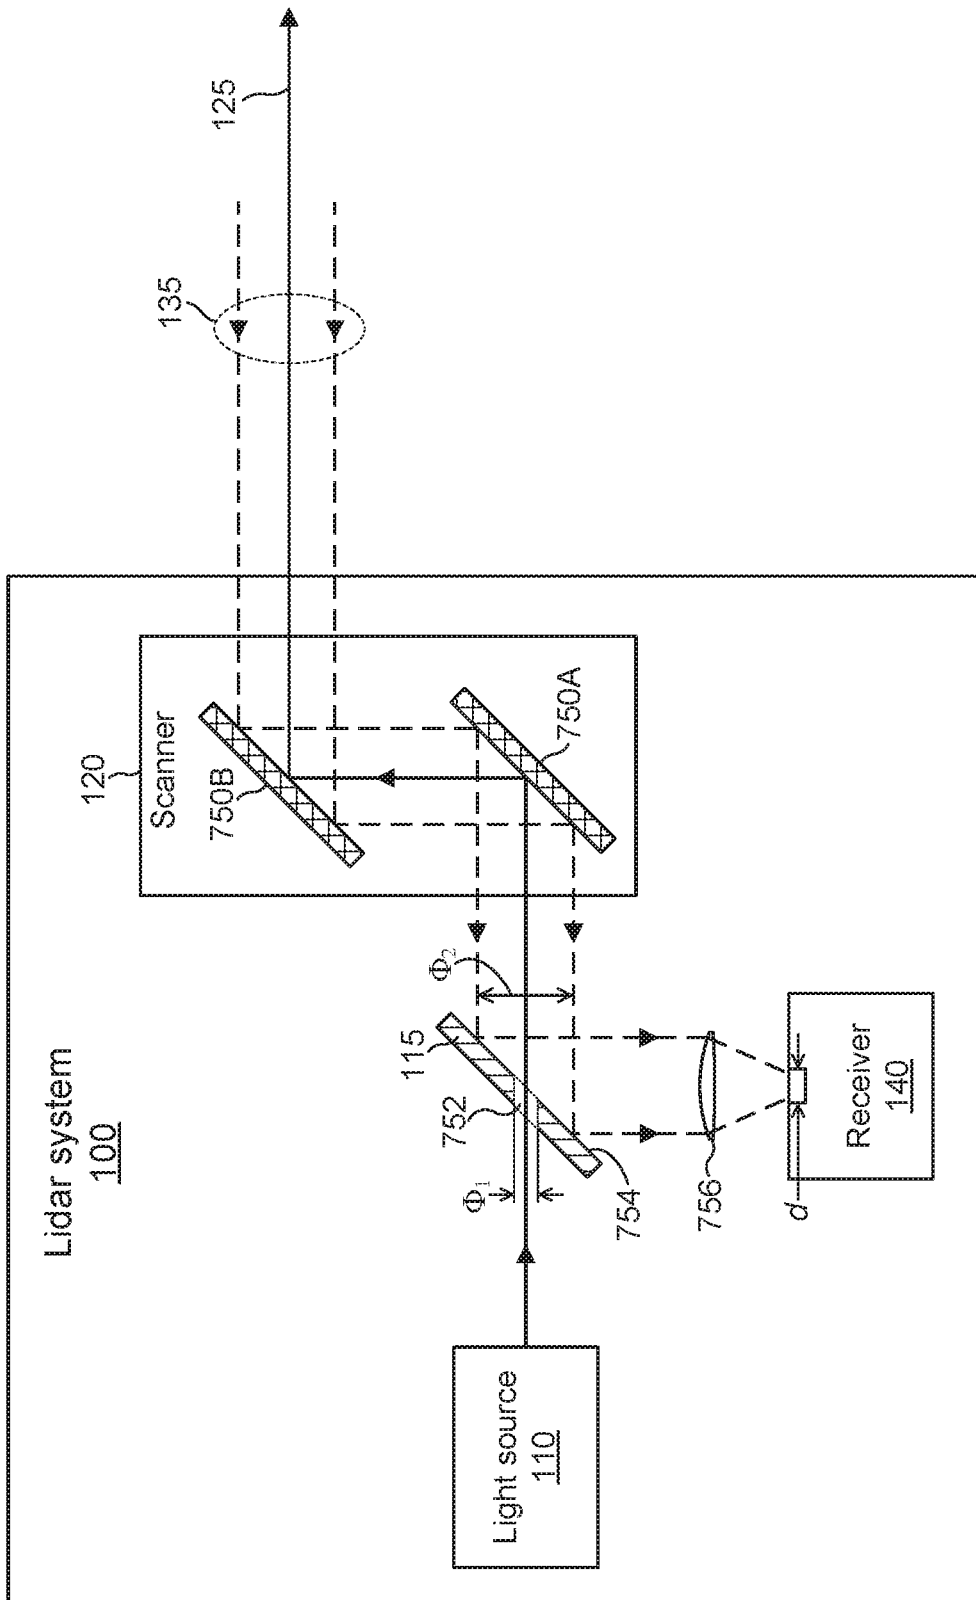 Lidar system
100
Light source
110
Φ₁
752
115
754
Φ₂
756
d
Receiver
140
120
Scanner
750B
750A
135
125